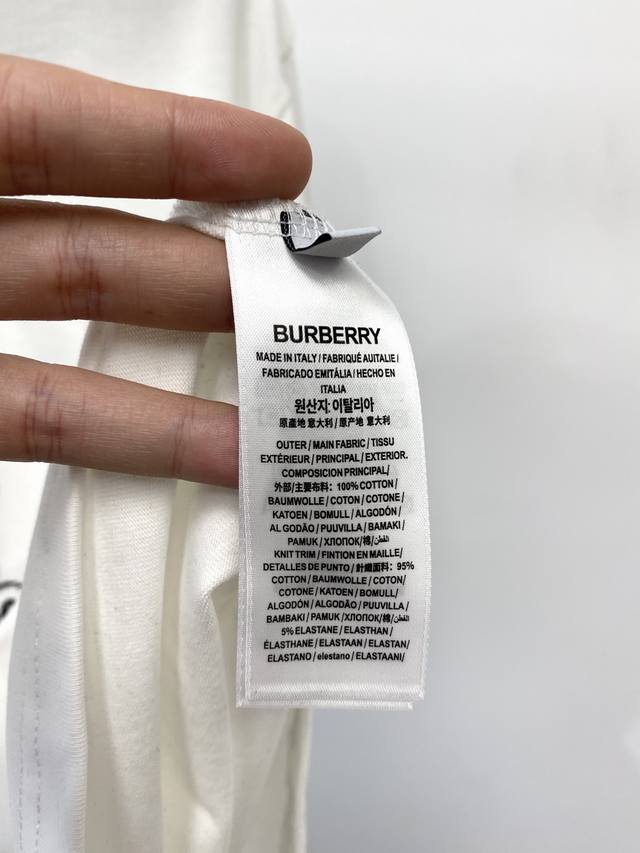 BURBERRY
MADE IN ITALY / FABRIQUÉ AUITALIE /
FABRICADO EMITÁLIA / HECHO EN
ITALIA
원산지: 이탈리아
原產地 意大利 / 原产地 意大利
OUTER / MAIN FABRIC / TISSU
EXTÉRIEUR / PRINCIPAL / EXTERIOR.
COMPOSICION PRINCIPAL/
外部/主要布料: 100% COTTON /
BAUMWOLLE / COTON / COTONE /
KATOEN / BOMULL / ALGODÓN /
AL GODÃO / PUUVILLA / BAMAKI /
PAMUK / ХЛОПОК/棉/القطن/
KNIT TRIM / FINTION EN MAILLE/
DETALLES DE PUNTO / 針織面料: 95%
COTTON / BAUMWOLLE / COTON/
COTONE / KATOEN / BOMULL /
ALGODÓN / ALGODÃO / PUUVILLA /
BAMBAKI / PAMUK /ХЛОПОК/棉/القطن/
5% ELASTANE / ELASTHAN /
ÉLASTHANE / ELASTAAN / ELASTAN/
ELASTANO / elestano / ELASTAANI/